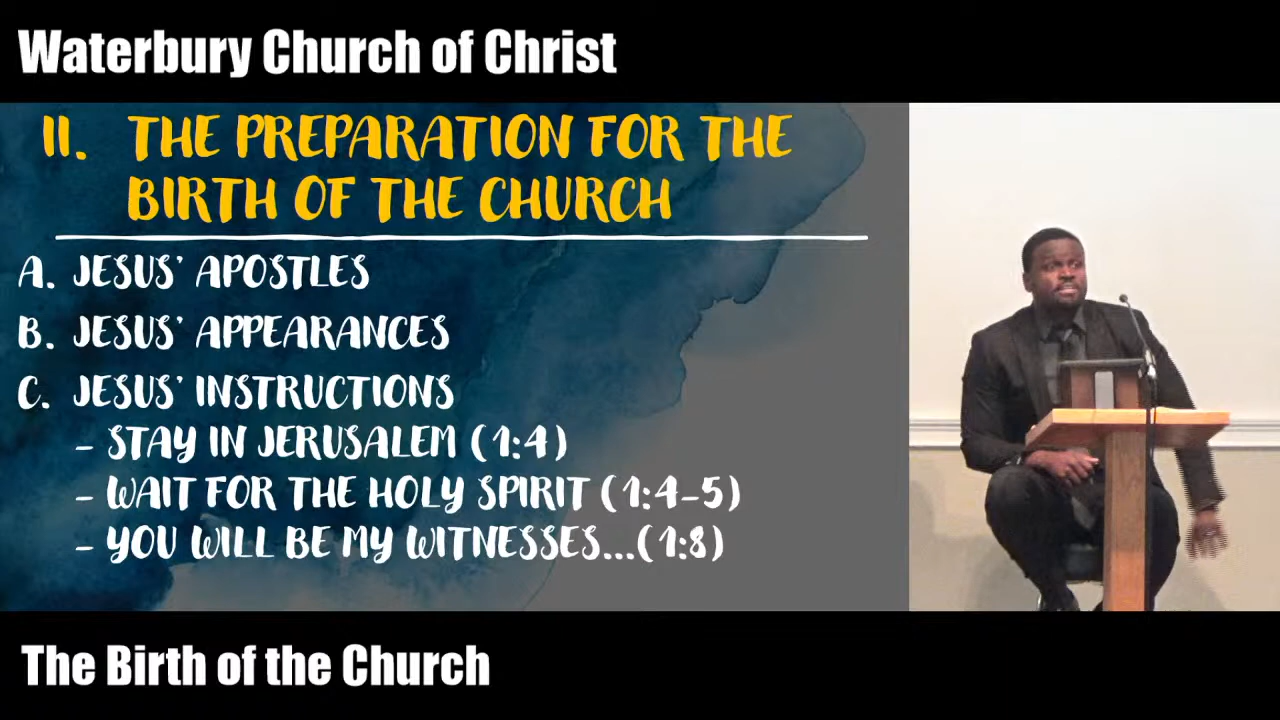 Waterbury Church of Christ
II. THE PREPARATION FOR THE
BIRTH OF THE CHURCH
A. JESUS' APOSTLES
B. JESUS' APPEARANCES
C. JESUS' INSTRUCTIONS
- STAY IN JERUSALEM (1:4)
- WAIT FOR THE HOLY SPIRIT (1:4-5)
- YOU WILL BE MY WITNESSES...(1:8)
The Birth of the Church